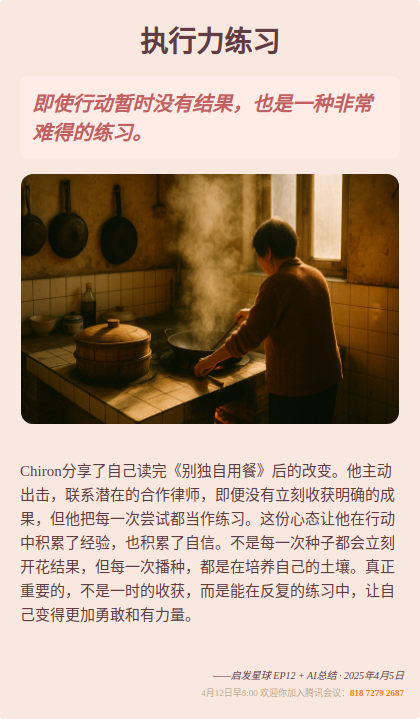 执行力练习
即使行动暂时没有结果，也是一种非常
难得的练习。
Chiron分享了自己读完《别独自用餐》后的改变。他主动
出击，联系潜在的合作律师，即便没有立刻收获明确的成
果，但他把每一次尝试都当作练习。这份心态让他在行动
中积累了经验，也积累了自信。不是每一次种子都会立刻
开花结果，但每一次播种，都是在培养自己的土壤。真正
重要的，不是一时的收获，而是能在反复的练习中，让自
己变得更加勇敢和有力量。
——启发星球 EP12 + AI总结 · 2025年4月5日
4月12日早8:00 欢迎你加入腾讯会议：818 7279 2687